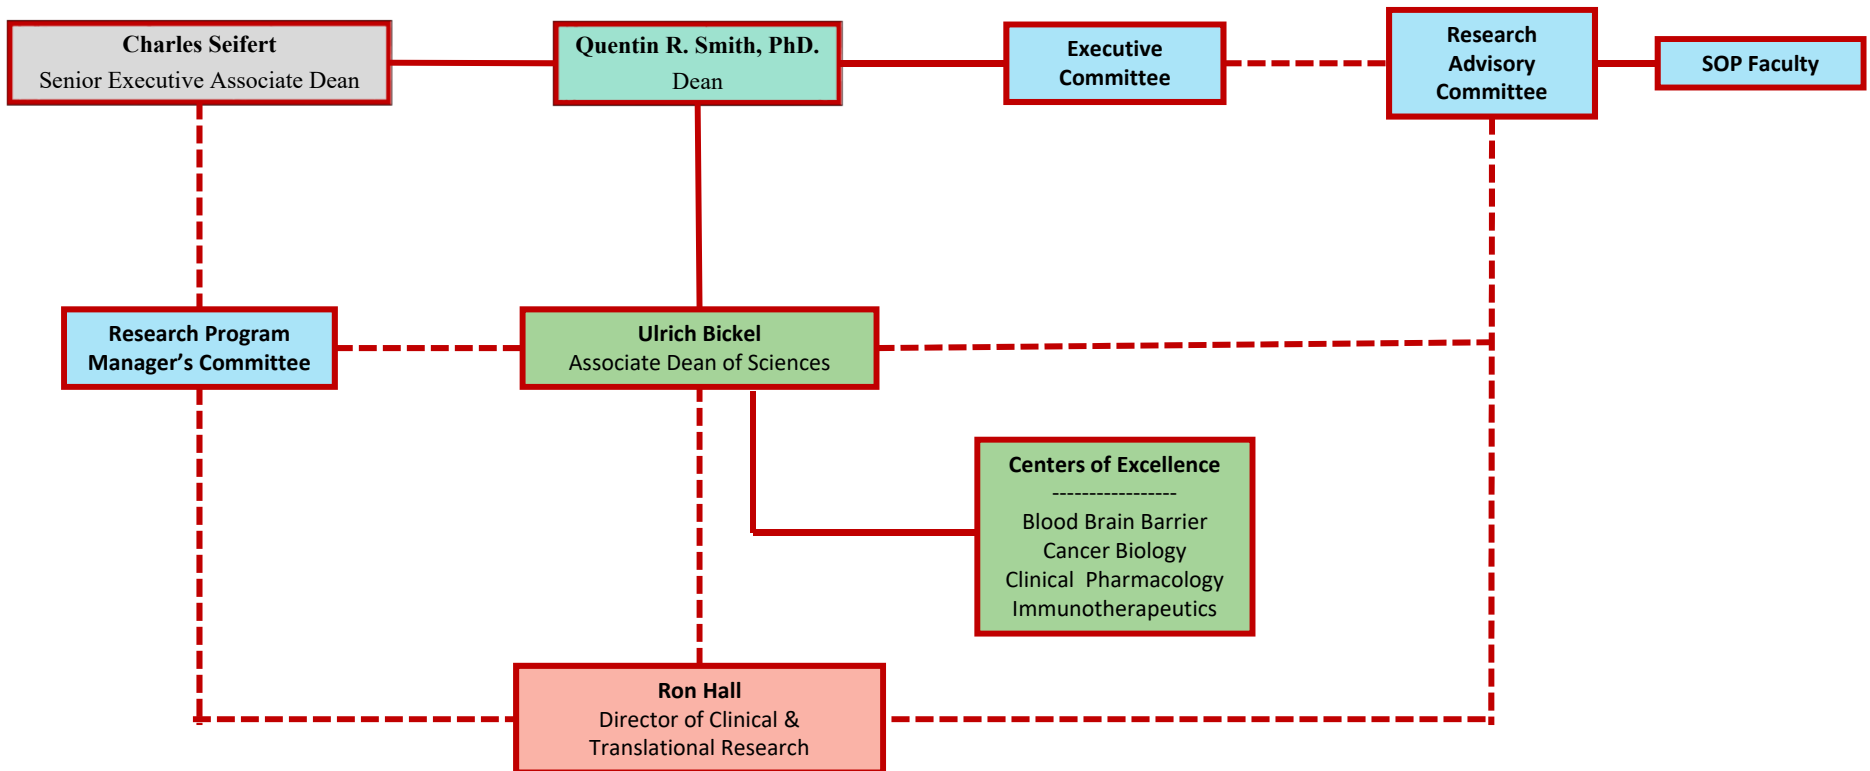 Charles Seifert
Senior Executive Associate Dean
Quentin R. Smith, PhD.
Dean
Executive
Committee
Research
Advisory
Committee
SOP Faculty
Research Program
Manager’s Committee
Ulrich Bickel
Associate Dean of Sciences
Centers of Excellence
-----------------
Blood Brain Barrier
Cancer Biology
Clinical  Pharmacology
Immunotherapeutics
Ron Hall
Director of Clinical &
Translational Research